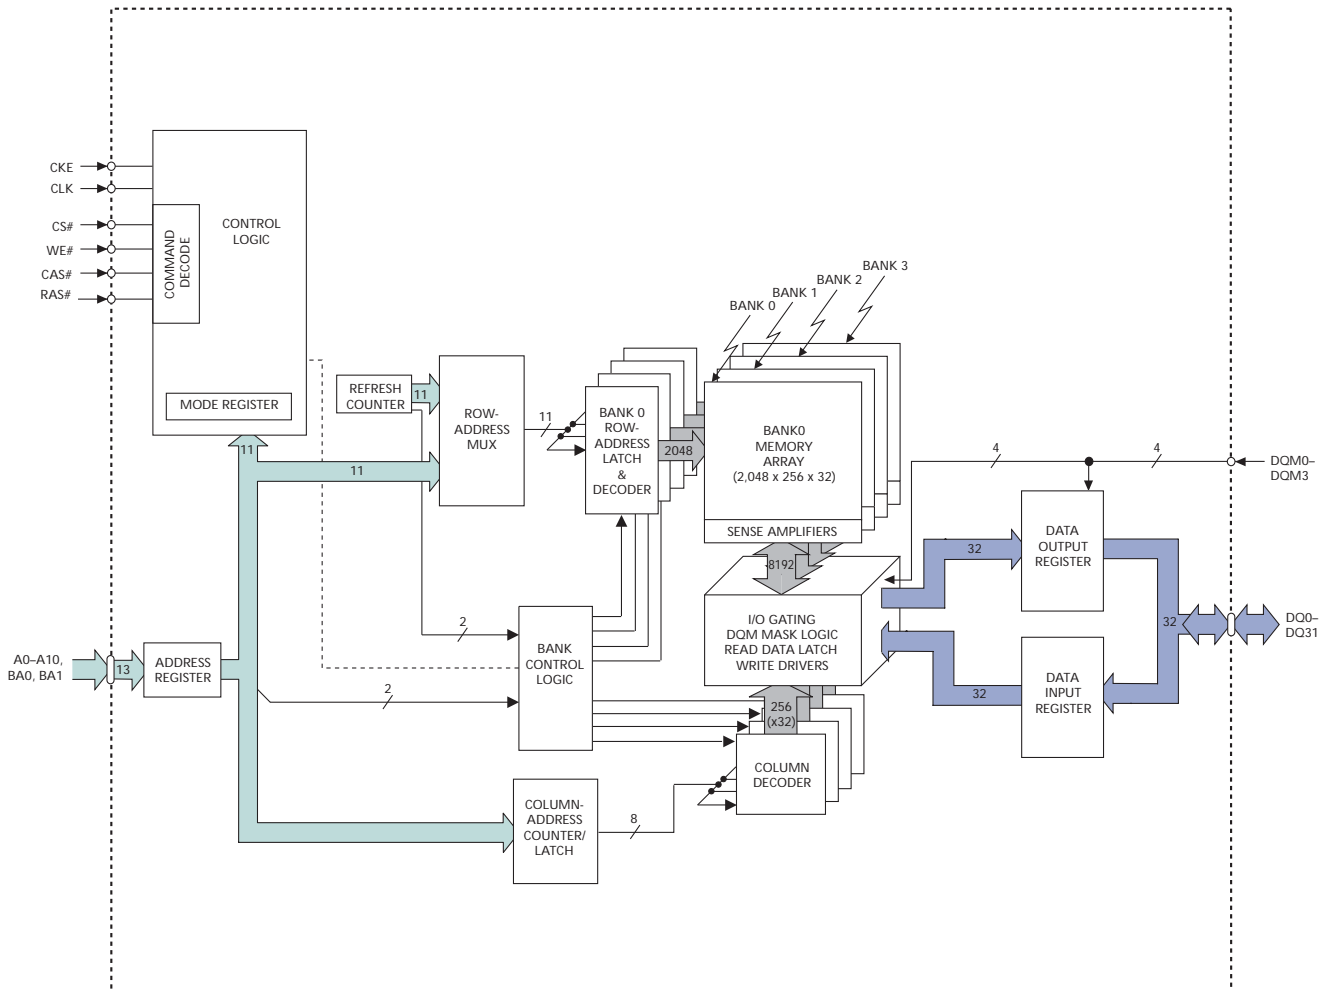 CKE
CLK
CS#
WE#
CAS#
RAS#
COMMAND
DECODE
CONTROL
LOGIC
MODE REGISTER
BANK 0
BANK 1
BANK 2
BANK 3
REFRESH
COUNTER
11
ROW-
ADDRESS
MUX
11
BANK 0
ROW-
ADDRESS
LATCH
&
DECODER
2048
BANK0
MEMORY
ARRAY
(2,048 x 256 x 32)
SENSE AMPLIFIERS
11
11
8192
4
4
DQM0–
DQM3
32
DATA
OUTPUT
REGISTER
I/O GATING
DQM MASK LOGIC
READ DATA LATCH
WRITE DRIVERS
32
DQ0–
DQ31
32
DATA
INPUT
REGISTER
A0–A10,
BA0, BA1
13
ADDRESS
REGISTER
2
2
BANK
CONTROL
LOGIC
256
(x32)
COLUMN
DECODER
COLUMN-
ADDRESS
COUNTER/
LATCH
8